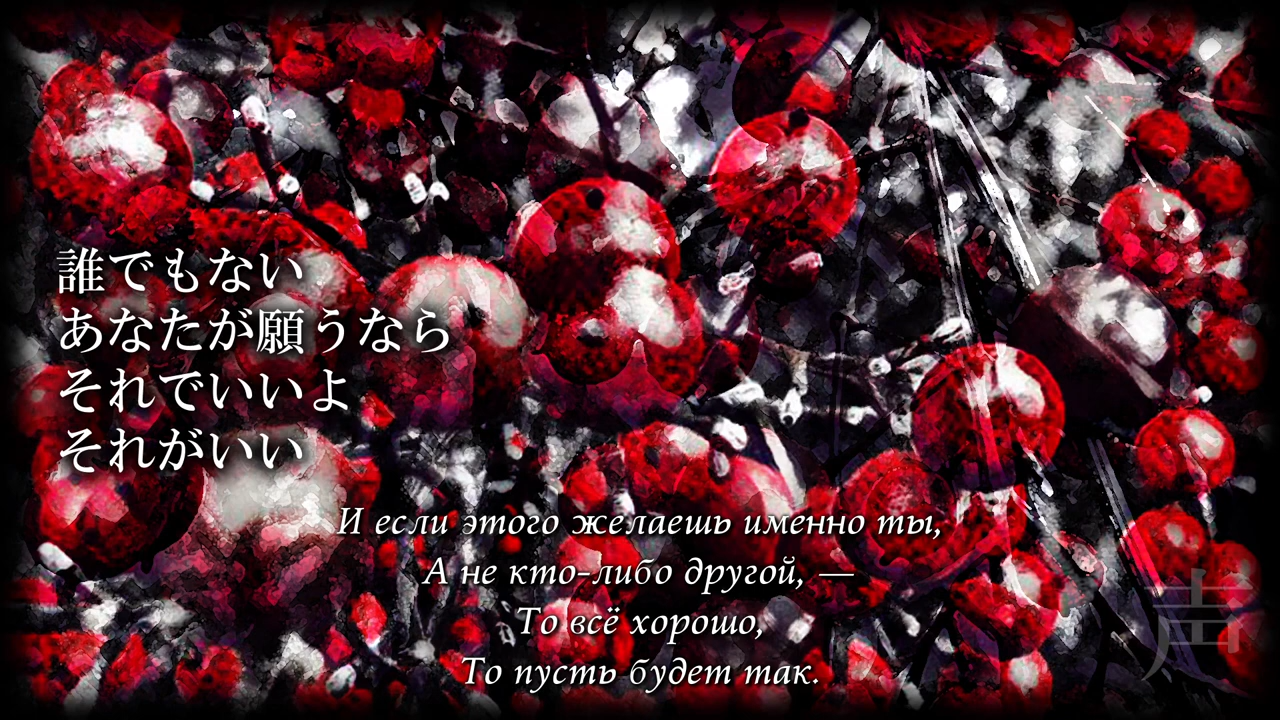 誰でもない
あなたが願うなら
それでいいよ
それがいい
И если этого желаешь именно ты,
А не кто-либо другой, —
То всё хорошо,
То пусть будет так.
声